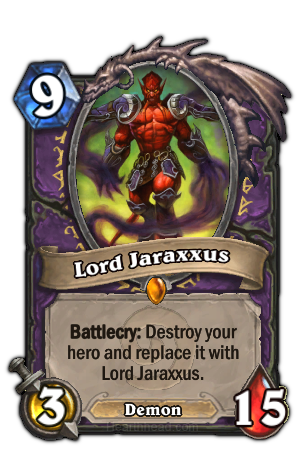 9
Lord Jaraxxus
Battlecry: Destroy your
hero and replace it with
Lord Jaraxxus.
3
Demon
15